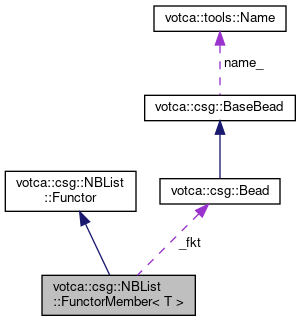 votca::tools::Name
name_
votca::csg::BaseBead
votca::csg::NBList
::Functor
votca::csg::Bead
_fkt
votca::csg::NBList
::FunctorMember< T >